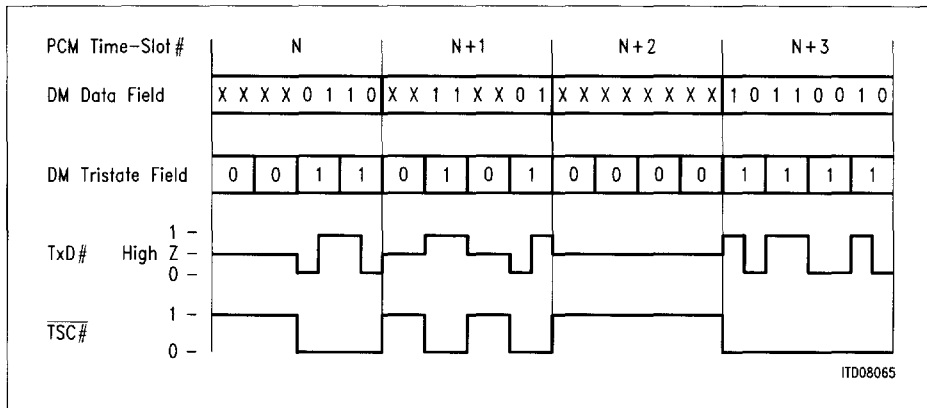 PCM Time-Slot# N N+1 N+2 N+3
DM Data Field X X X X 0 1 1 0 X X 1 1 X X 0 1 X X X X X X X X 1 0 1 1 0 0 1 0
DM Tristate Field 0 0 1 1 0 1 0 1 0 0 0 0 1 1 1 1
1 -
TxD# High Z -
0 -
1 -
TSC#
0 -
ITD08065